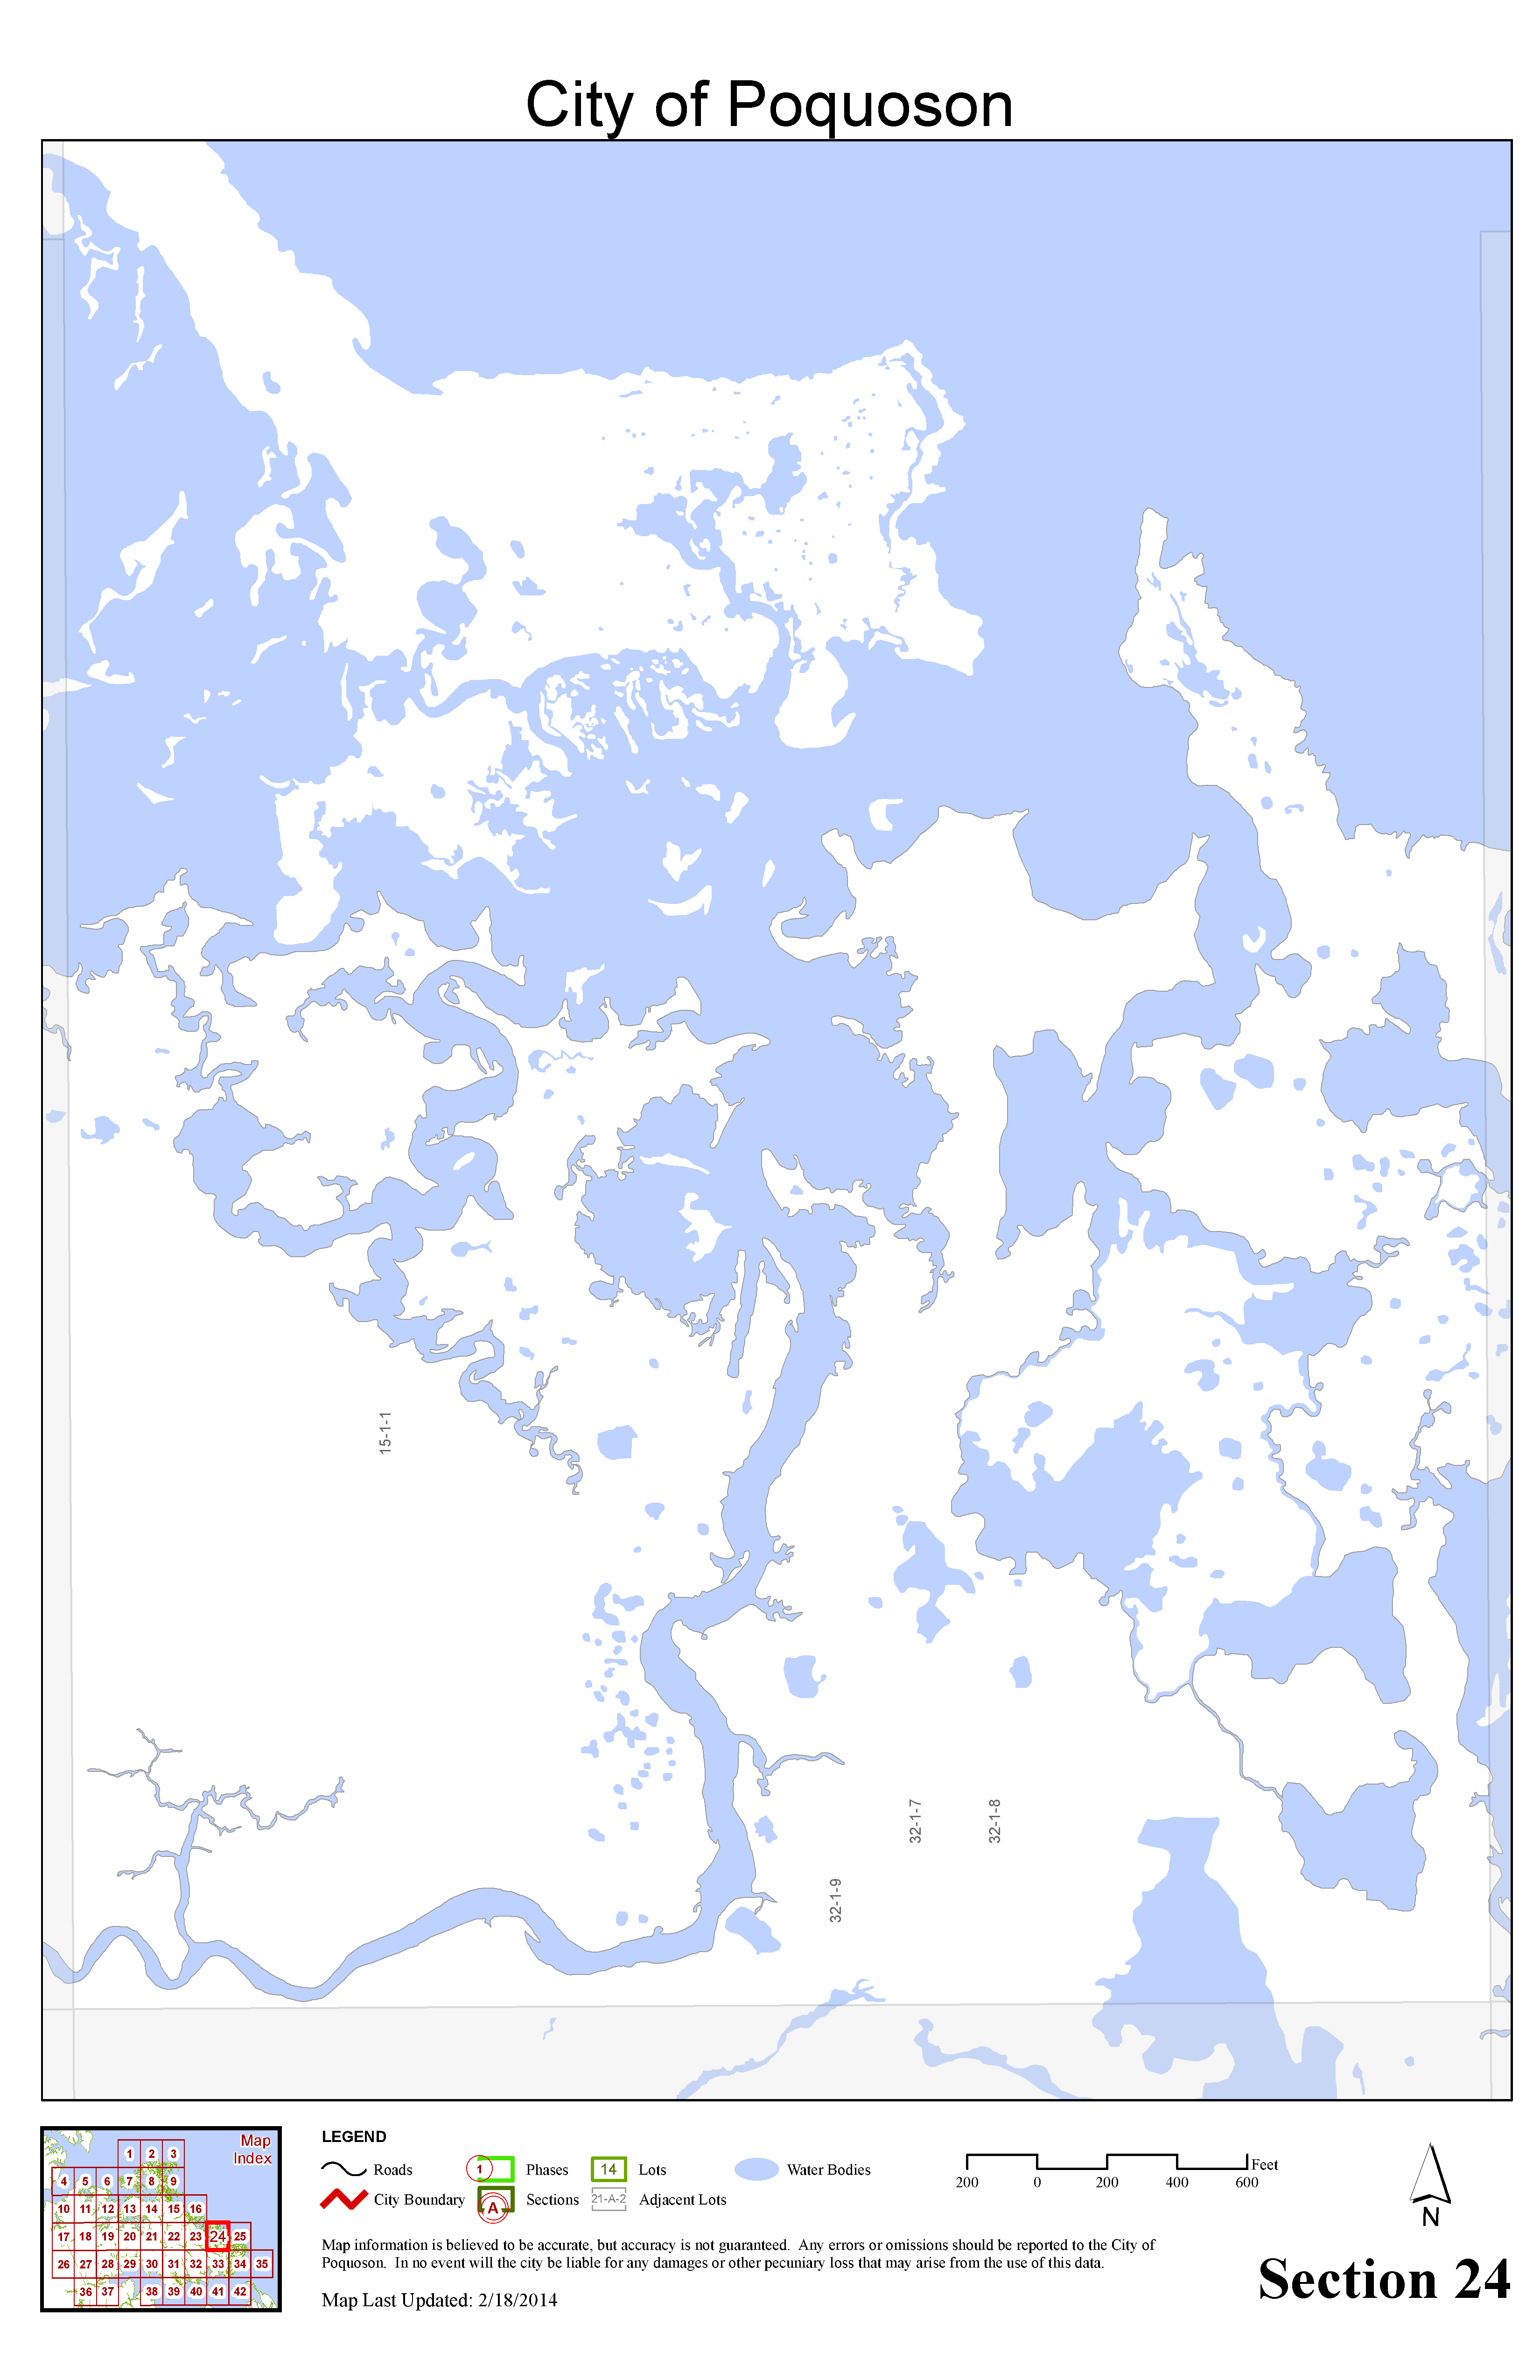 City of Poquoson
15-1-1
32-1-7
32-1-8
32-1-9
Map
Index
1 2 3
4 5 6 7 8 9
10 11 12 13 14 15 16
17 18 19 20 21 22 23 24 25
26 27 28 29 30 31 32 33 34 35
36 37 38 39 40 41 42
LEGEND
Roads
1 Phases
14 Lots
Water Bodies
City Boundary
A Sections
21-A-2 Adjacent Lots
200 0 200 400 600 Feet
N
Map information is believed to be accurate, but accuracy is not guaranteed. Any errors or omissions should be reported to the City of
Poquoson. In no event will the city be liable for any damages or other pecuniary loss that may arise from the use of this data.
Map Last Updated: 2/18/2014
Section 24